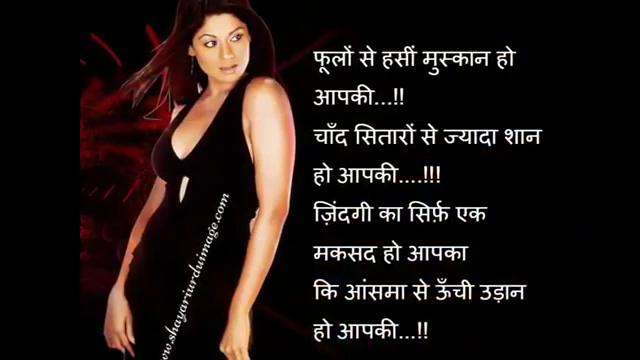 फूलों से हसीं मुस्कान हो
आपकी...!!
चाँद सितारों से ज्यादा शान
हो आपकी....!!!
ज़िंदगी का सिर्फ़ एक
मकसद हो आपका
कि आंसमा से ऊँची उड़ान
हो आपकी...!!
www.shayariurduimage.com